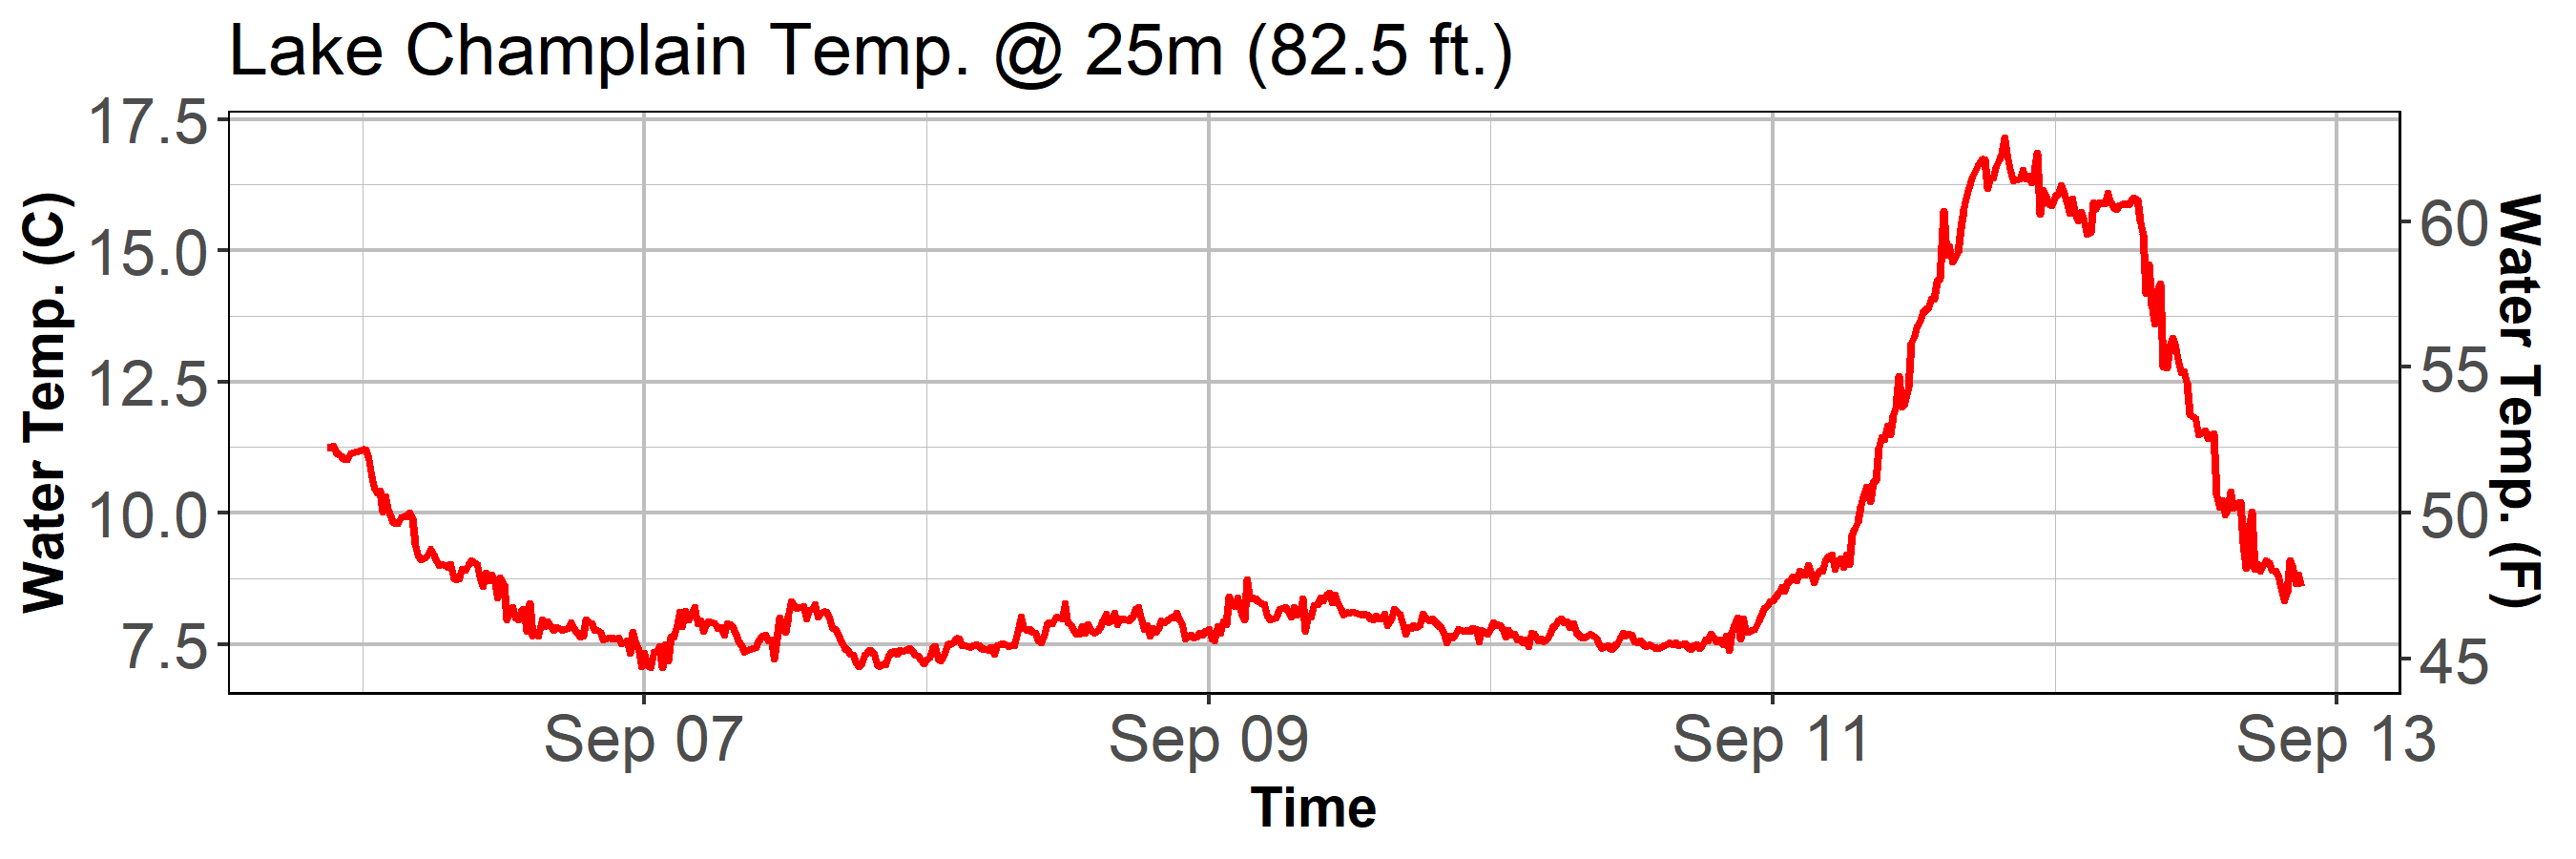 Lake Champlain Temp. @ 25m (82.5 ft.)
17.5
15.0
12.5
10.0
7.5
Water Temp. (C)
60
55
50
45
Water Temp. (F)
Sep 07
Sep 09
Sep 11
Sep 13
Time